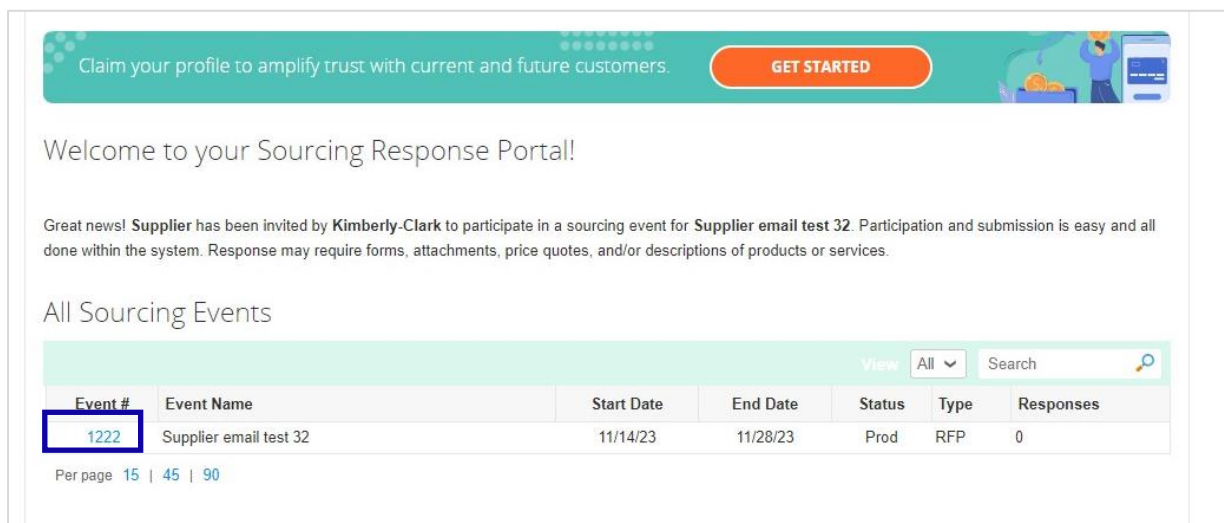 Claim your profile to amplify trust with current and future customers. GET STARTED
Welcome to your Sourcing Response Portal!
Great news! Supplier has been invited by Kimberly-Clark to participate in a sourcing event for Supplier email test 32. Participation and submission is easy and all
done within the system. Response may require forms, attachments, price quotes, and/or descriptions of products or services.
All Sourcing Events
View All Search
Event # Event Name Start Date End Date Status Type Responses
1222 Supplier email test 32 11/14/23 11/28/23 Prod RFP 0
Per page 15 | 45 | 90